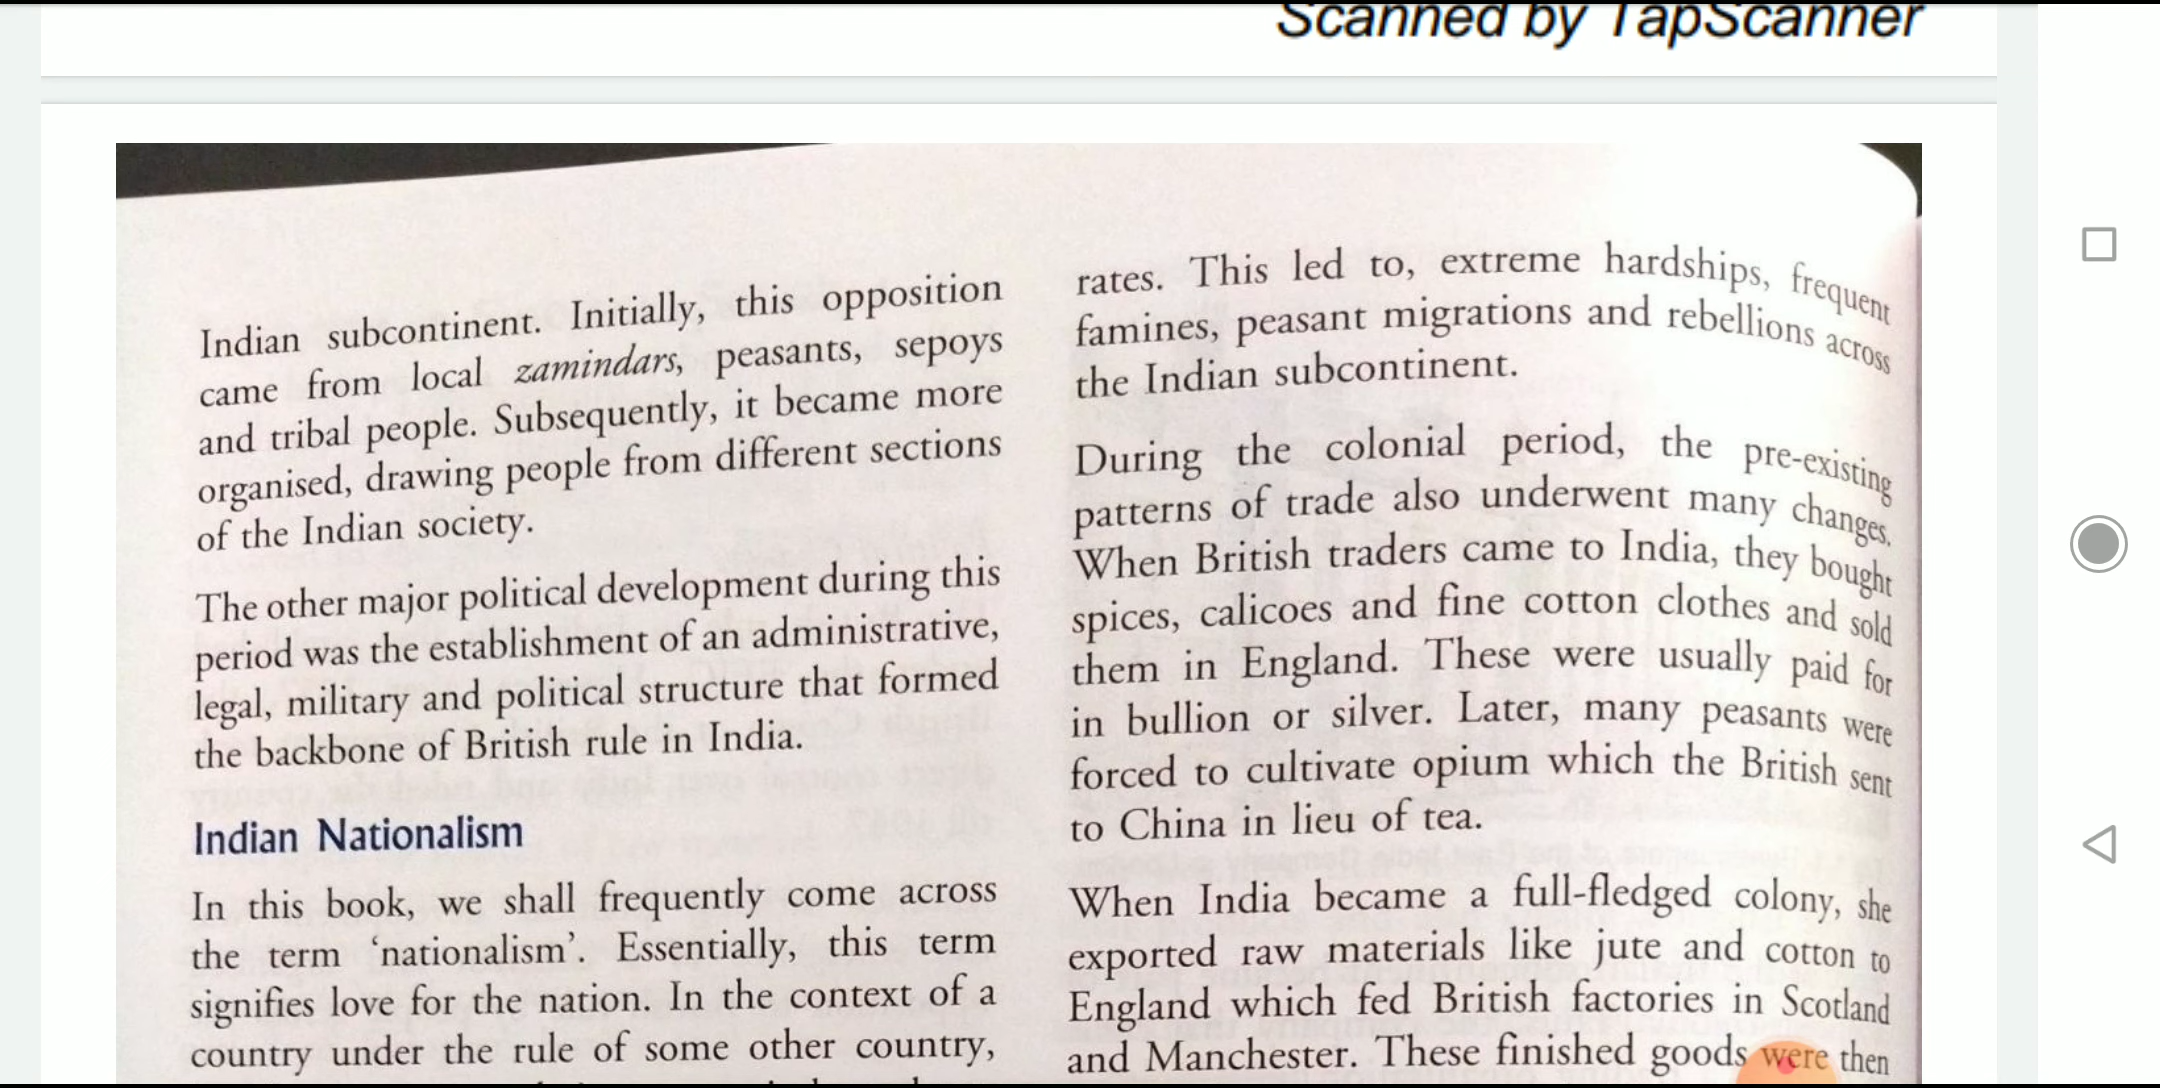 Scanned by TapScanner
Indian subcontinent. Initially, this opposition
came from local zamindars, peasants, sepoys
and tribal people. Subsequently, it became more
organised, drawing people from different sections
of the Indian society.
The other major political development during this
period was the establishment of an administrative,
legal, military and political structure that formed
the backbone of British rule in India.
Indian Nationalism
In this book, we shall frequently come across
the term ‘nationalism’. Essentially, this term
signifies love for the nation. In the context of a
country under the rule of some other country,
rates. This led to, extreme hardships, frequent
famines, peasant migrations and rebellions across
the Indian subcontinent.
During the colonial period, the pre-existing
patterns of trade also underwent many changes.
When British traders came to India, they bought
spices, calicoes and fine cotton clothes and sold
them in England. These were usually paid for
in bullion or silver. Later, many peasants were
forced to cultivate opium which the British sent
to China in lieu of tea.
When India became a full-fledged colony, she
exported raw materials like jute and cotton to
England which fed British factories in Scotland
and Manchester. These finished goods were then